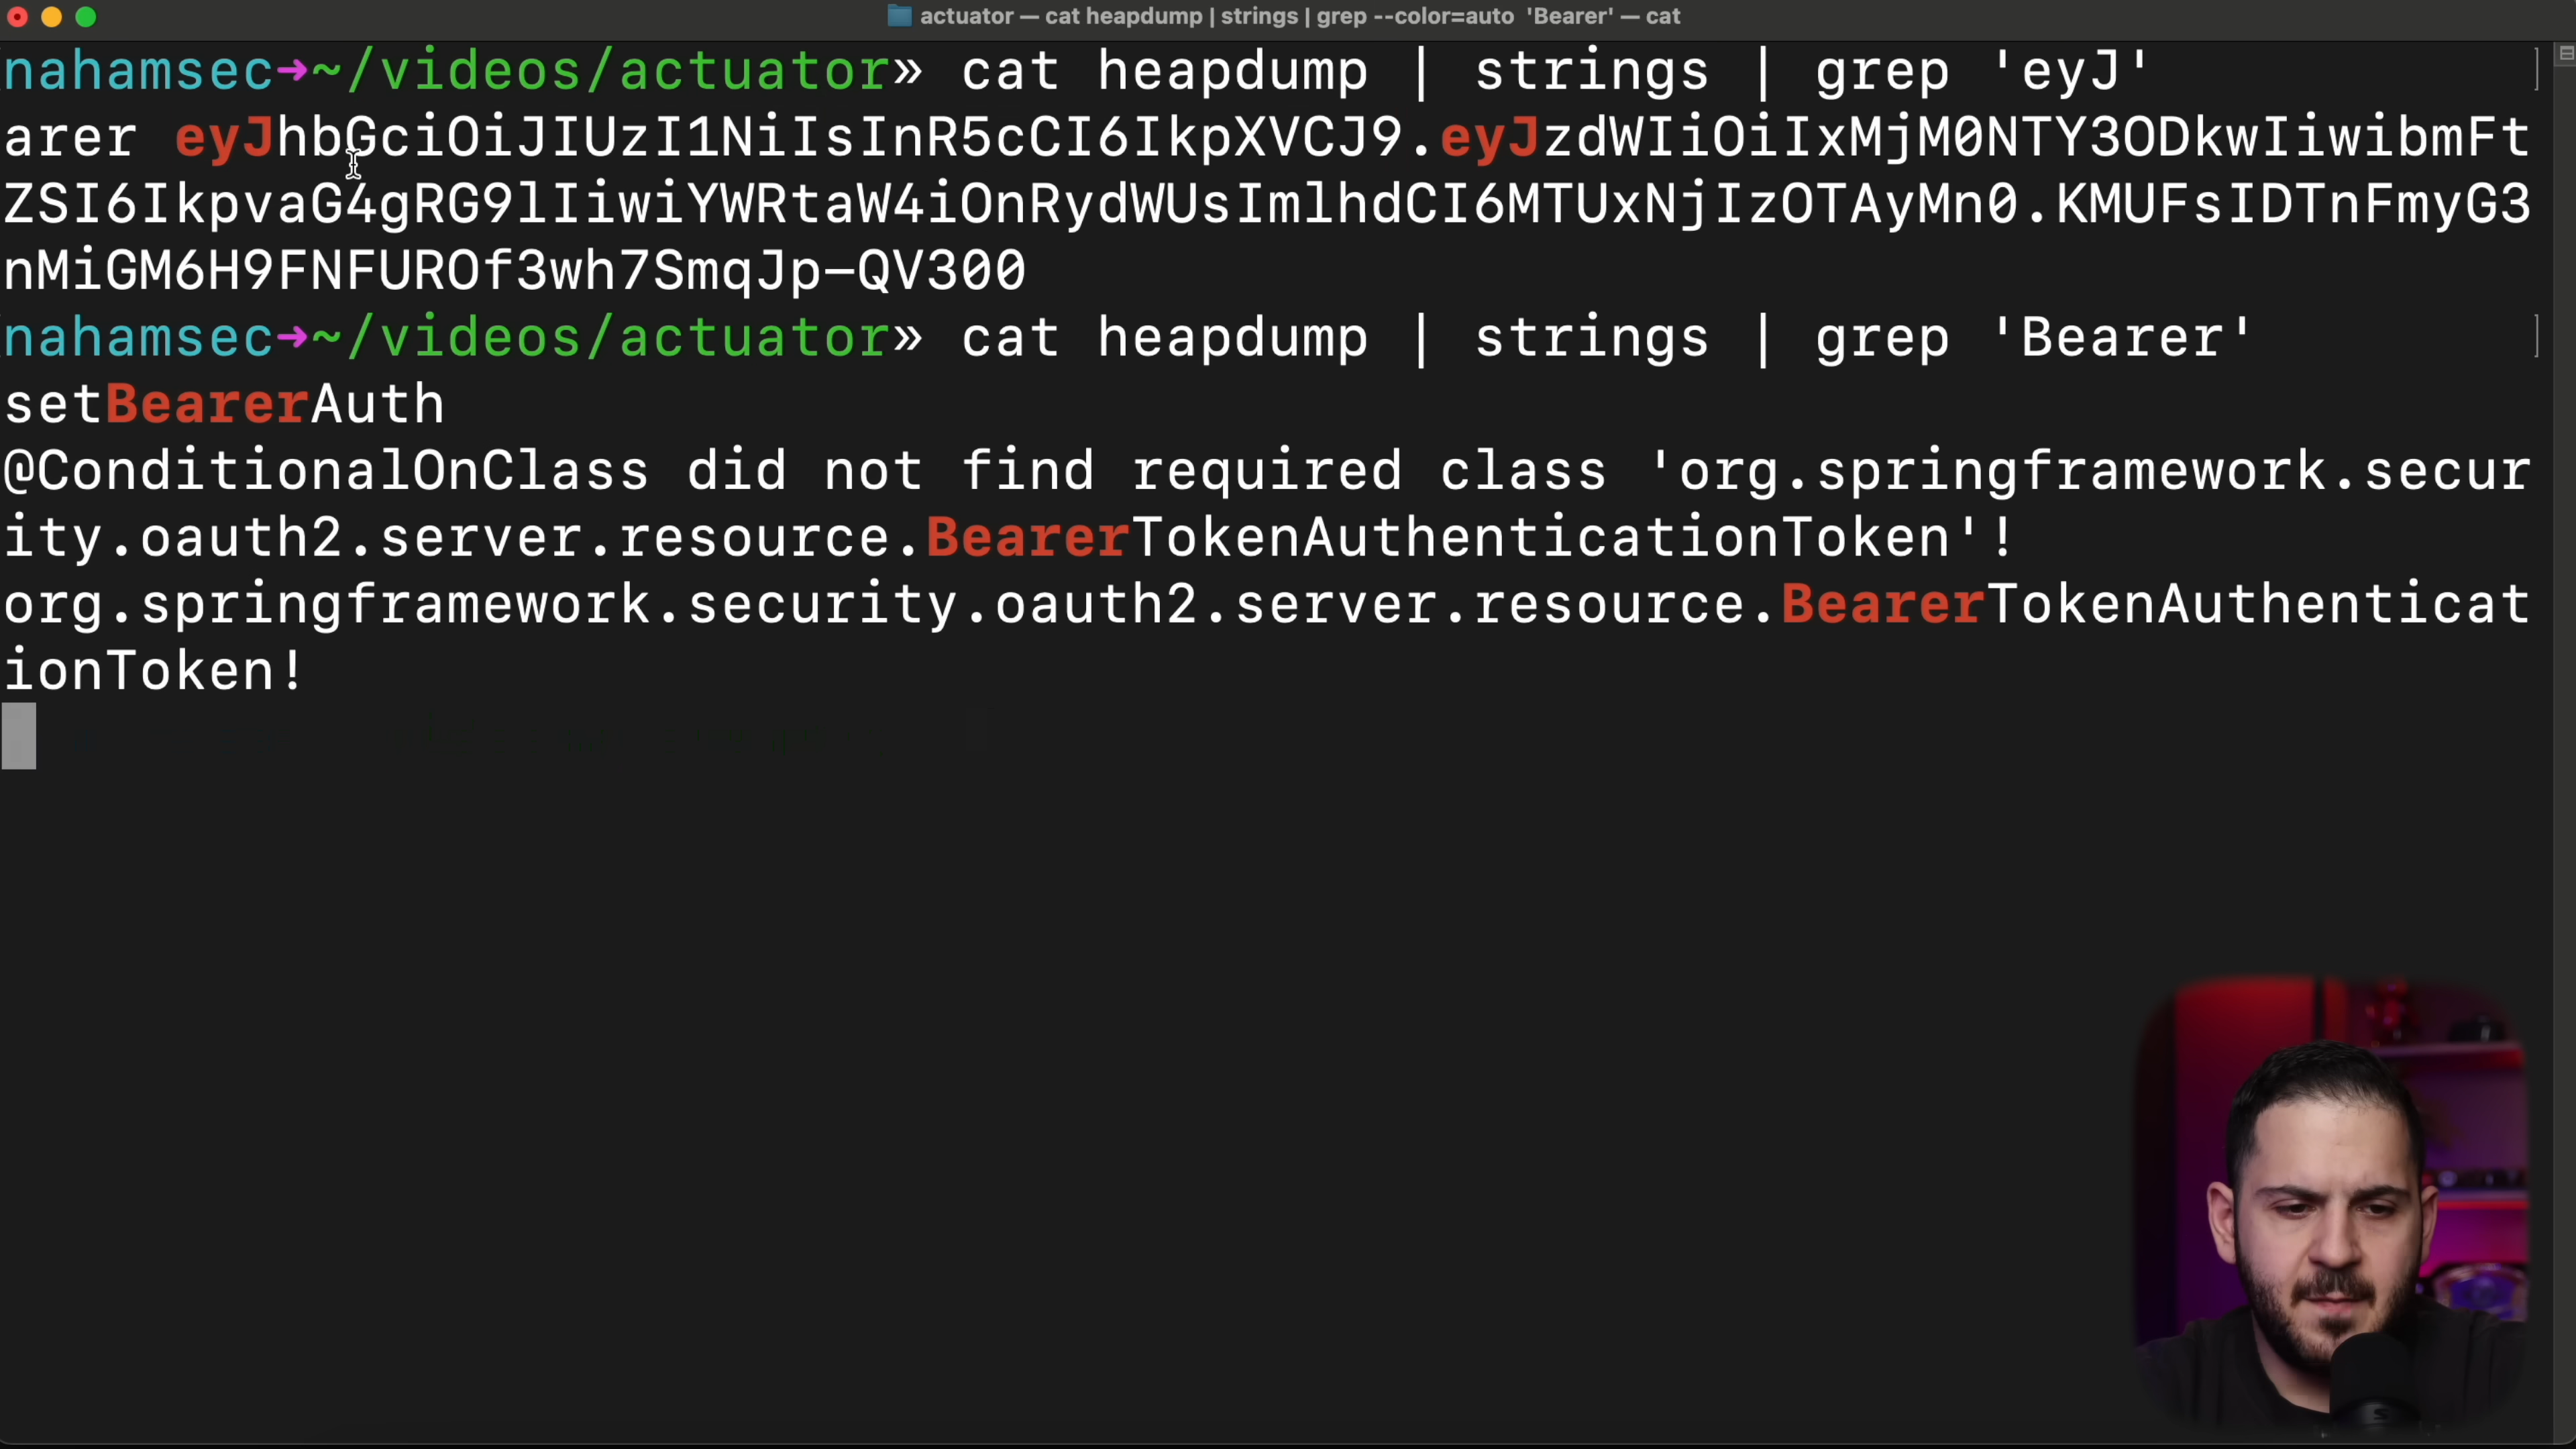 actuator — cat heapdump | strings | grep --color=auto 'Bearer' — cat
nahamsec→~/videos/actuator» cat heapdump | strings | grep 'eyJ'
arer eyJhbGciOiJIUzI1NiIsInR5cCI6IkpXVCJ9.eyJzdWIiOiIxMjM0NTY3ODkwIiwibmFt
ZSI6IkpvaG4gRG9lIiwiYWRtaW4iOnRydWUsImlhdCI6MTUxNjIzOTAyMn0.KMUFsIDTnFmyG3
nMiGM6H9FNFUROf3wh7SmqJp-QV300
nahamsec→~/videos/actuator» cat heapdump | strings | grep 'Bearer'
setBearerAuth
@ConditionalOnClass did not find required class 'org.springframework.secur
ity.oauth2.server.resource.BearerTokenAuthenticationToken'!
org.springframework.security.oauth2.server.resource.BearerTokenAuthenticat
ionToken!